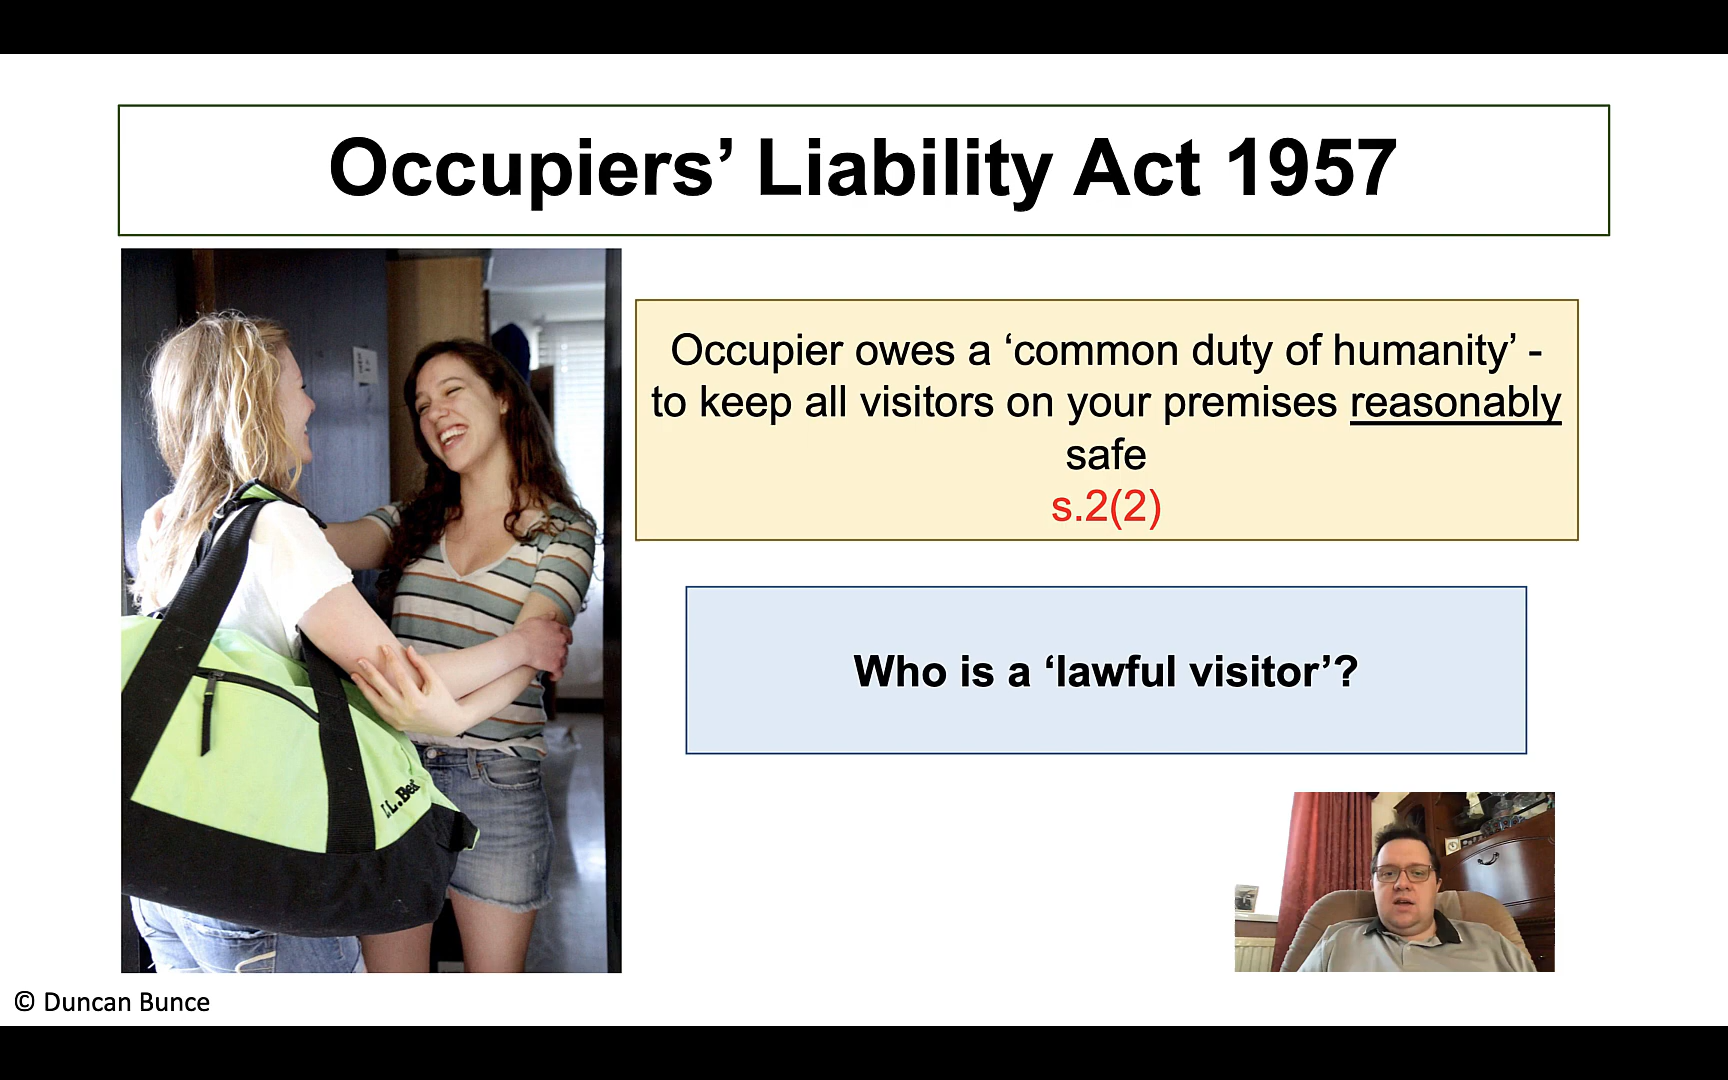 Occupiers’ Liability Act 1957
Occupier owes a ‘common duty of humanity’ -
to keep all visitors on your premises reasonably
safe
s.2(2)
Who is a ‘lawful visitor’?
L.L.Bean
© Duncan Bunce